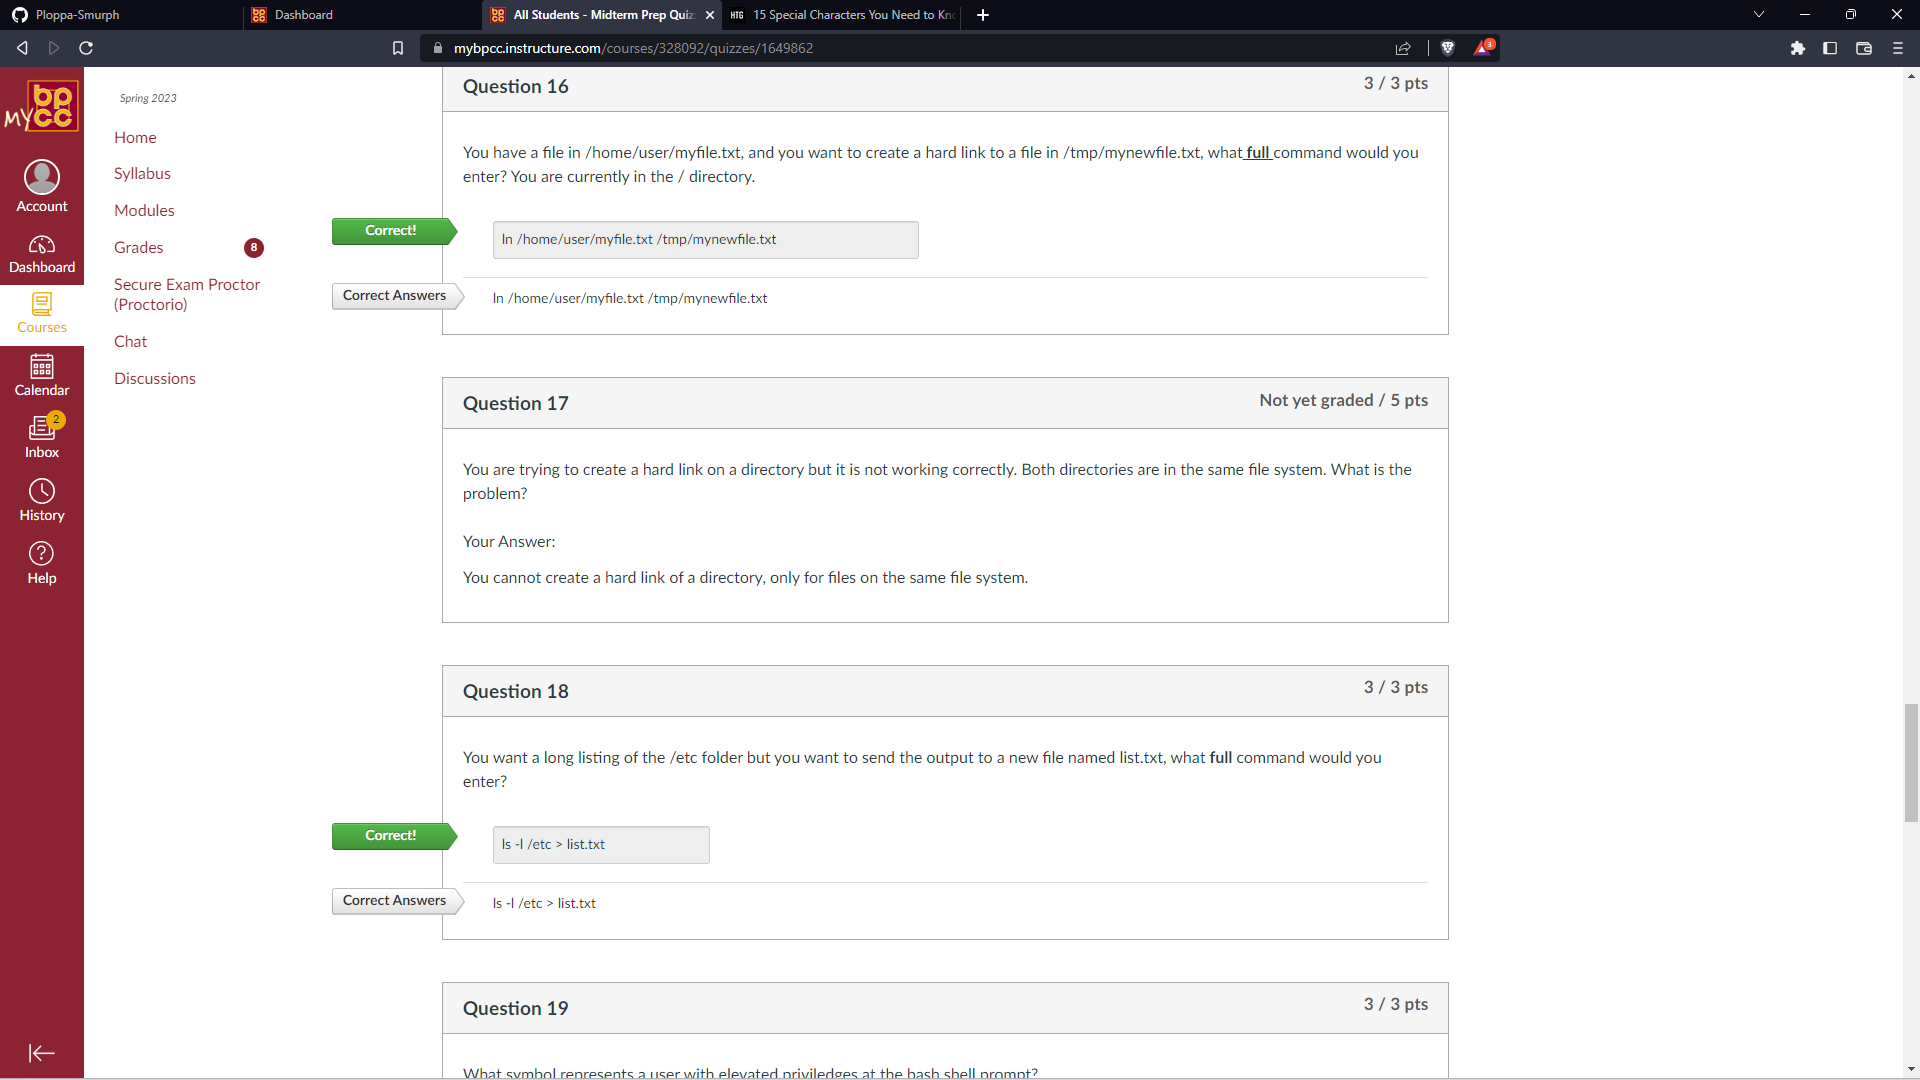 Ploppa-Smurph
Dashboard
All Students - Midterm Prep Quiz
15 Special Characters You Need to Kn
mybpcc.instructure.com/courses/328092/quizzes/1649862
3
my bp cc
Account
Dashboard
Courses
Calendar
2
Inbox
History
Help
Spring 2023
Home
Syllabus
Modules
Grades
8
Secure Exam Proctor
(Proctorio)
Chat
Discussions
Question 16
3 / 3 pts
You have a file in /home/user/myfile.txt, and you want to create a hard link to a file in /tmp/mynewfile.txt, what full command would you
enter? You are currently in the / directory.
Correct!
ln /home/user/myfile.txt /tmp/mynewfile.txt
Correct Answers
ln /home/user/myfile.txt /tmp/mynewfile.txt
Question 17
Not yet graded / 5 pts
You are trying to create a hard link on a directory but it is not working correctly. Both directories are in the same file system. What is the
problem?
Your Answer:
You cannot create a hard link of a directory, only for files on the same file system.
Question 18
3 / 3 pts
You want a long listing of the /etc folder but you want to send the output to a new file named list.txt, what full command would you
enter?
Correct!
ls -l /etc > list.txt
Correct Answers
ls -l /etc > list.txt
Question 19
3 / 3 pts
What symbol represents a user with elevated priviledges at the bash shell prompt?